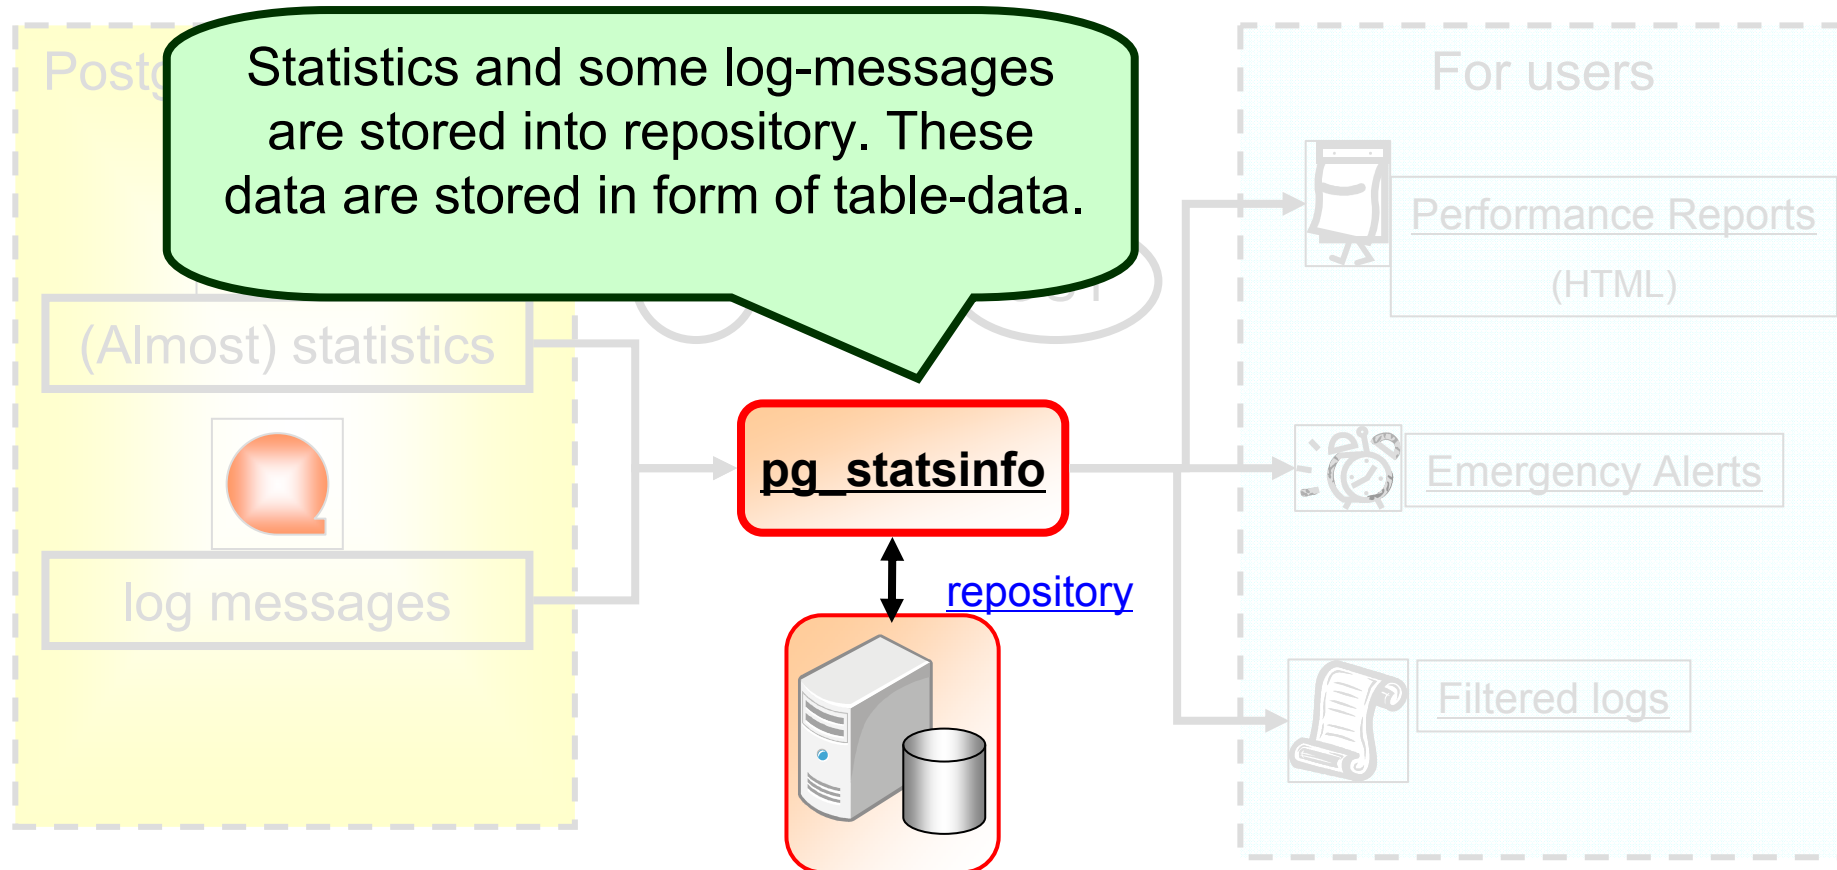 Statistics and some log-messages
are stored into repository. These
data are stored in form of table-data.
For users
Performance Reports
(HTML)
(Almost) statistics
pg_statsinfo
Emergency Alerts
log messages
repository
Filtered logs